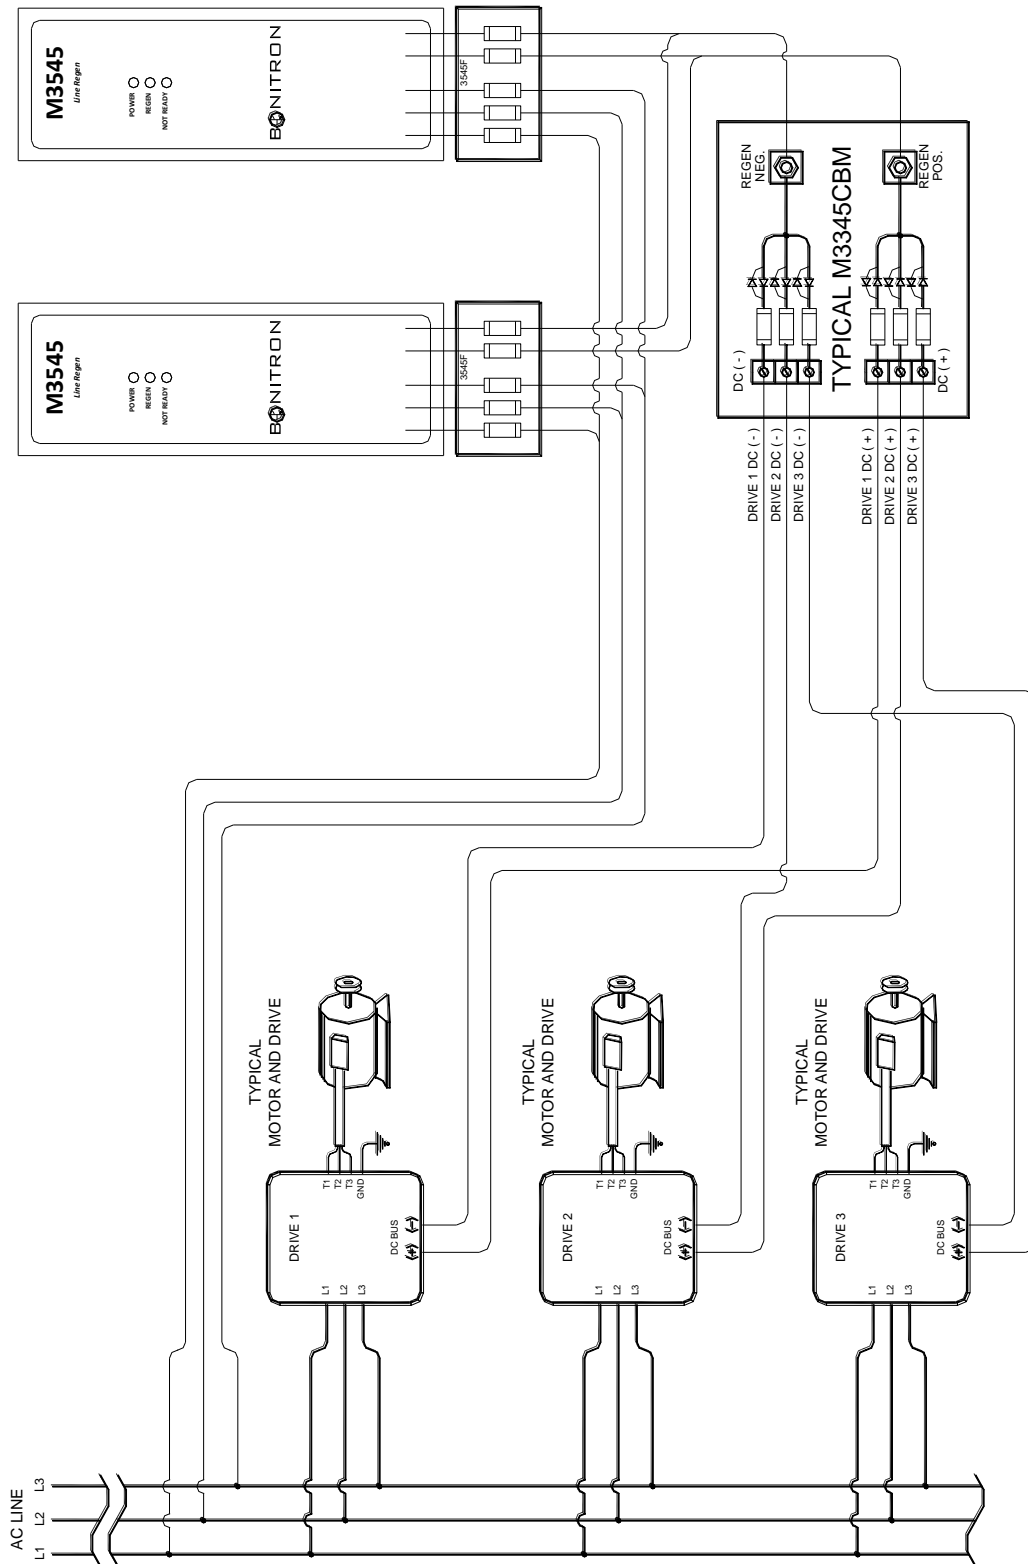 M3545
Line Regen
POWER
REGEN
NOT READY
BONITRON
3545F
M3545
Line Regen
POWER
REGEN
NOT READY
BONITRON
3545F
REGEN
NEG.
REGEN
POS.
TYPICAL M3345CBM
DC ( - )
DC ( + )
DRIVE 1 DC ( - )
DRIVE 2 DC ( - )
DRIVE 3 DC ( - )
DRIVE 1 DC ( + )
DRIVE 2 DC ( + )
DRIVE 3 DC ( + )
TYPICAL
MOTOR AND DRIVE
T1
T2
T3
GND
DRIVE 1
DC BUS
(+)
(-)
L1
L2
L3
TYPICAL
MOTOR AND DRIVE
T1
T2
T3
GND
DRIVE 2
DC BUS
(+)
(-)
L1
L2
L3
TYPICAL
MOTOR AND DRIVE
T1
T2
T3
GND
DRIVE 3
DC BUS
(+)
(-)
L1
L2
L3
AC LINE
L1
L2
L3